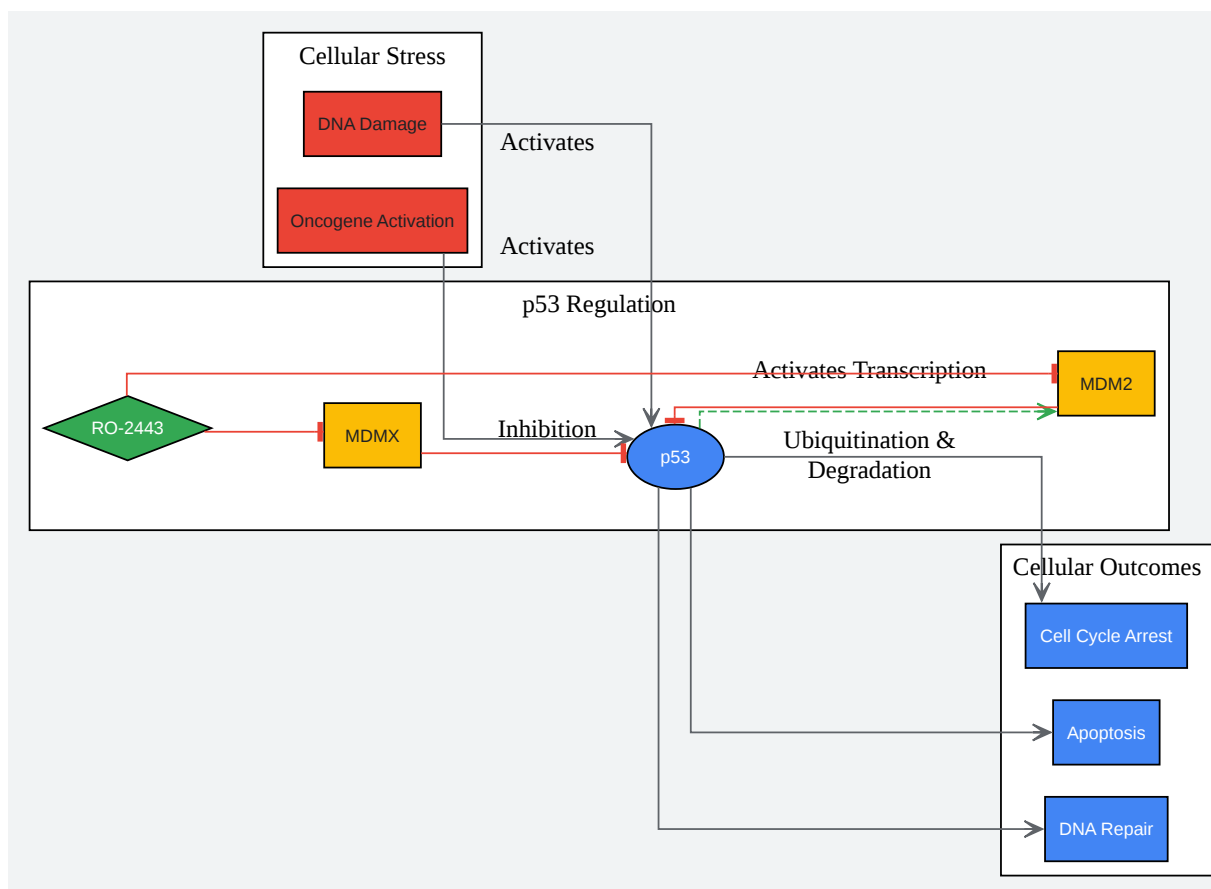 Cellular Stress
DNA Damage
Activates
Oncogene Activation
Activates
p53 Regulation
Activates Transcription
MDM2
RO-2443
MDMX
Inhibition
p53
Ubiquitination &
Degradation
Cellular Outcomes
Cell Cycle Arrest
Apoptosis
DNA Repair